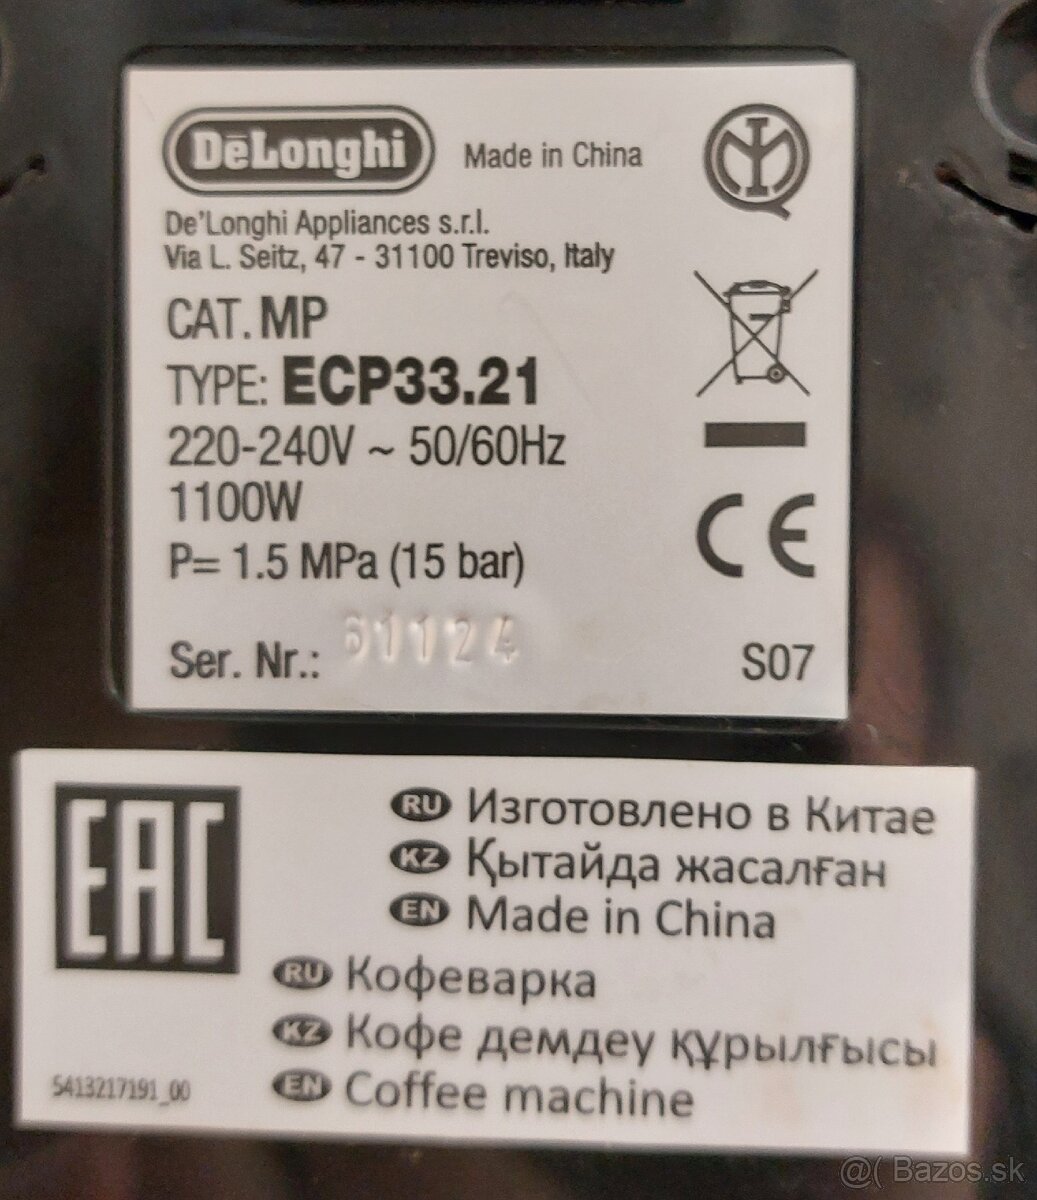 DēLonghi Made in China
De'Longhi Appliances s.r.l.
Via L. Seitz, 47 - 31100 Treviso, Italy
CAT. MP
TYPE: ECP33.21
220-240V ~ 50/60Hz
1100W
P= 1.5 MPa (15 bar)
Ser. Nr.: 61124
S07
CE
EAC
RU Изготовлено в Китае
KZ Қытайда жасалған
EN Made in China
RU Кофеварка
KZ Кофе демдеу құрылғысы
EN Coffee machine
5413217191_00
@( Bazos.sk